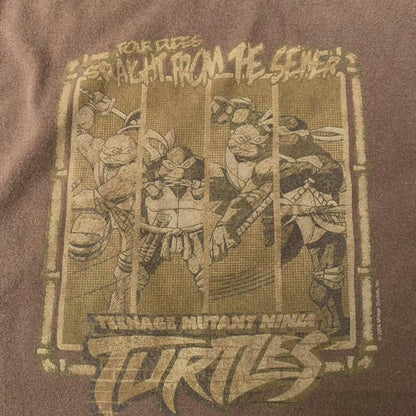 FOUR DUDES
STRAIGHT FROM THE SEWER
TEENAGE MUTANT NINJA
TURTLES